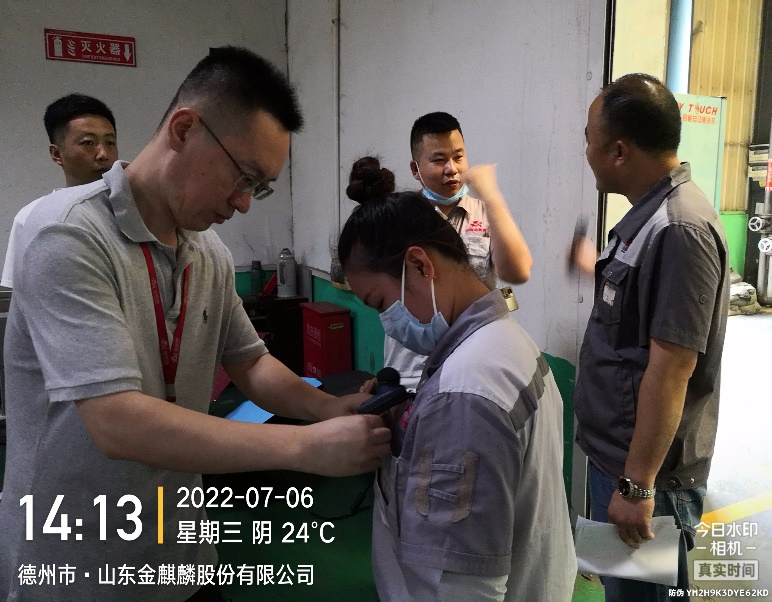 灭火器
TOUCH
14:13
2022-07-06
星期三 阴 24°C
德州市·山东金麒麟股份有限公司
今日水印
-相机-
真实时间
防伪 YM2H9K3DYE62KD